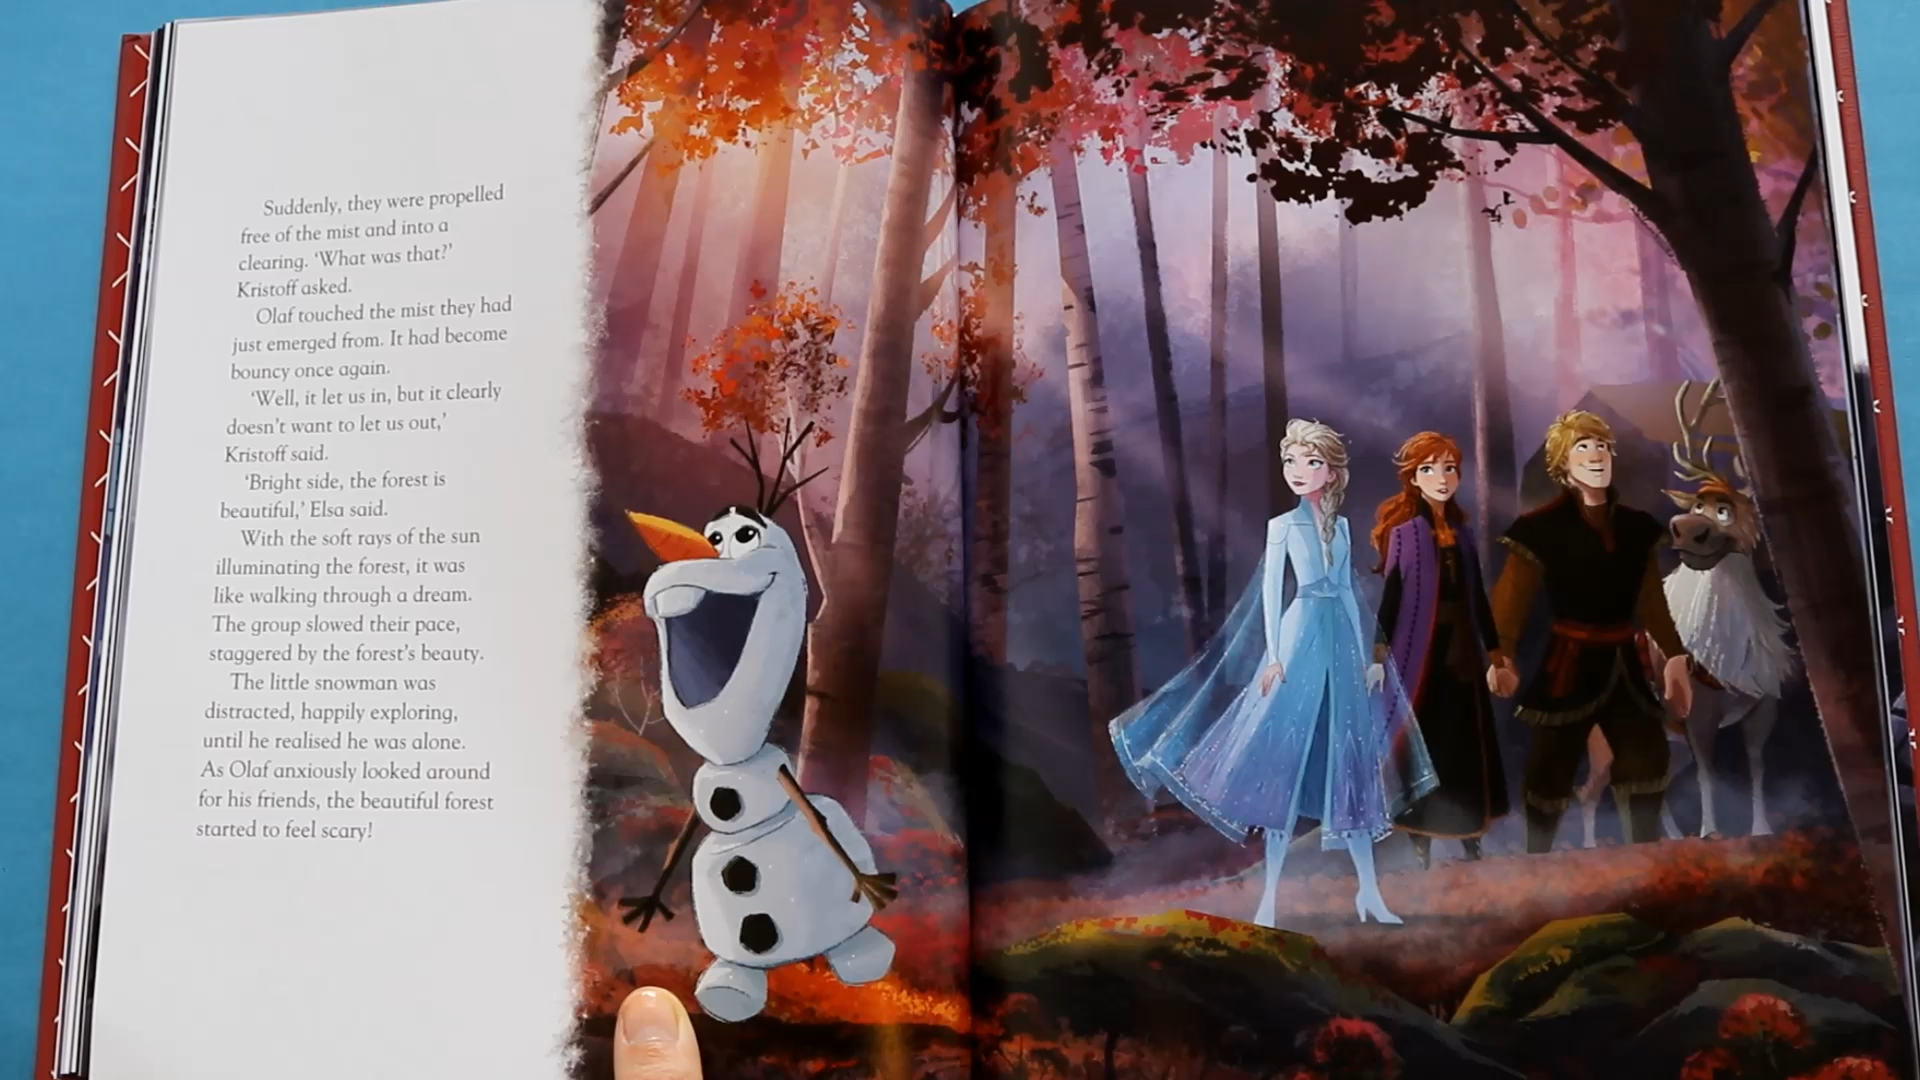 Suddenly, they were propelled
free of the mist and into a
clearing. ‘What was that?’
Kristoff asked.
Olaf touched the mist they had
just emerged from. It had become
bouncy once again.
‘Well, it let us in, but it clearly
doesn’t want to let us out,’
Kristoff said.
‘Bright side, the forest is
beautiful,’ Elsa said.
With the soft rays of the sun
illuminating the forest, it was
like walking through a dream.
The group slowed their pace,
staggered by the forest’s beauty.
The little snowman was
distracted, happily exploring,
until he realised he was alone.
As Olaf anxiously looked around
for his friends, the beautiful forest
started to feel scary!